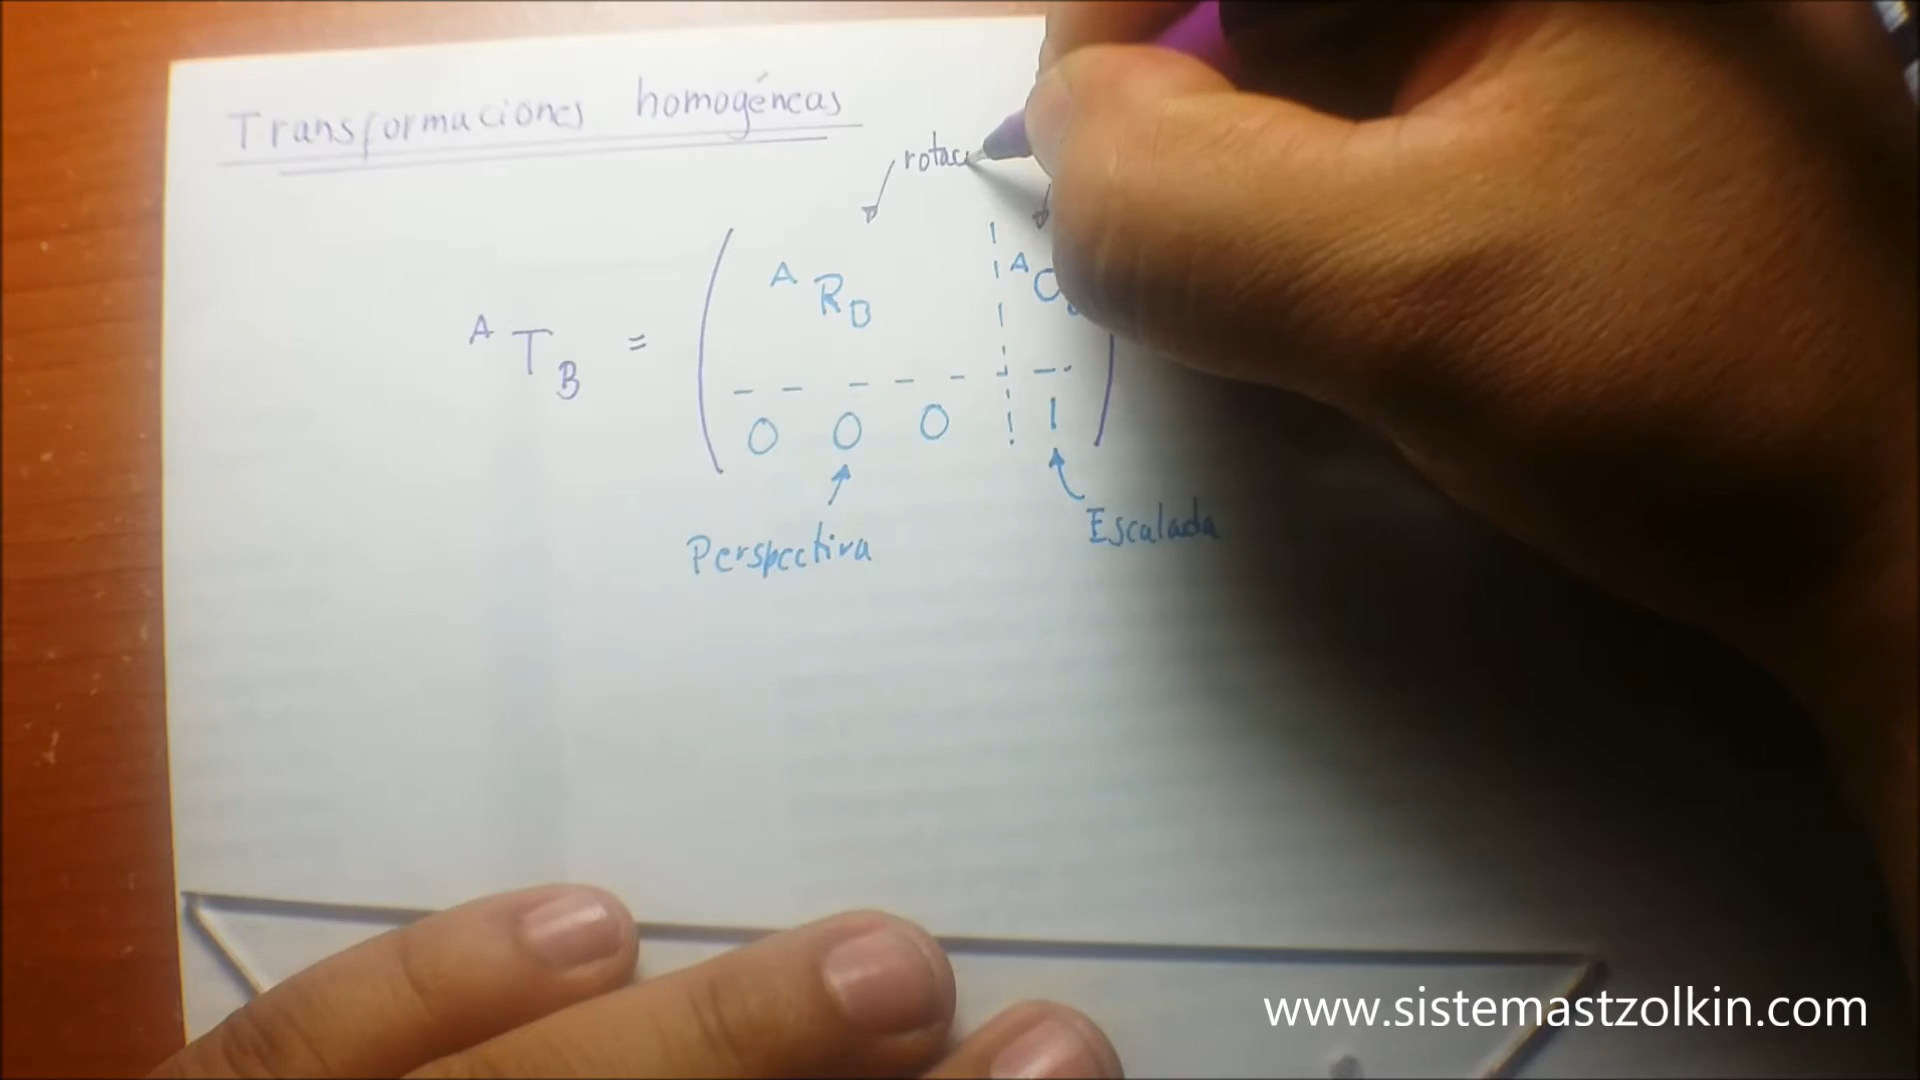 Transformaciones homogéneas
rotac
A T B = ( A R B A O
0 0 0 1 )
Perspectiva Escalada
www.sistemastzolkin.com